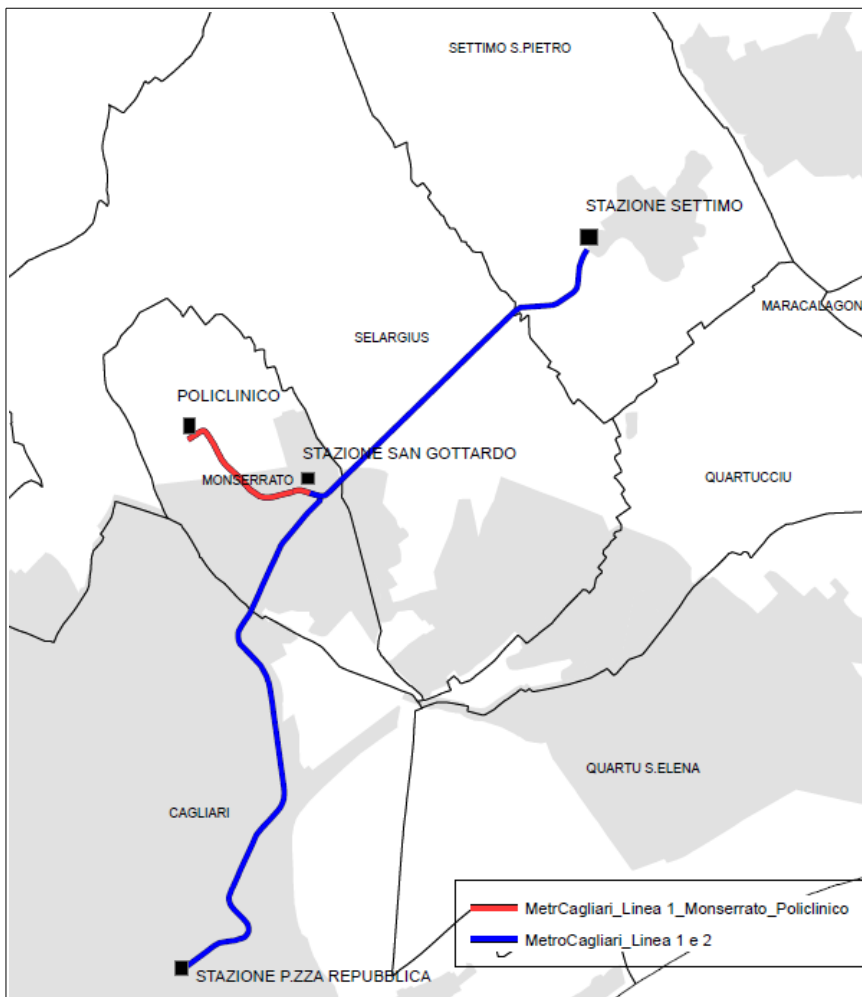 SETTIMO S.PIETRO
STAZIONE SETTIMO
MARACALAGON
SELARGIUS
POLICLINICO
STAZIONE SAN GOTTARDO
MONSERRATO
QUARTUCCIU
QUARTU S.ELENA
CAGLIARI
MetrCagliari_Linea 1_Monserrato_Policlinico
MetroCagliari_Linea 1 e 2
STAZIONE P.ZZA REPUBBLICA